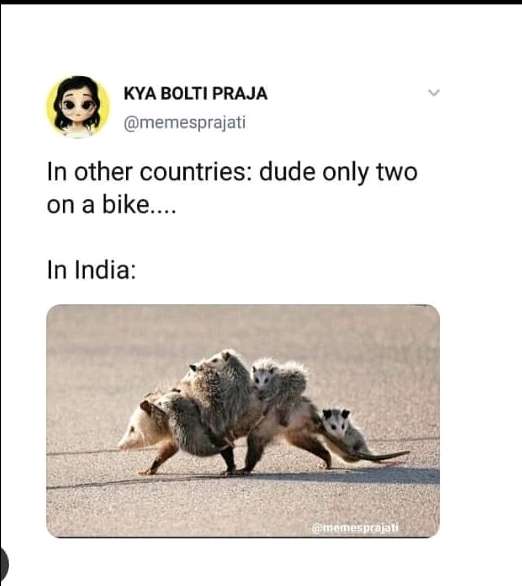 KYA BOLTI PRAJA
@memesprajati
In other countries: dude only two
on a bike....
In India:
@memesprajati